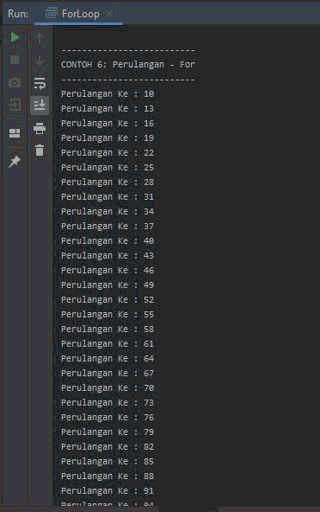 Run: ForLoop
--------------------------
CONTOH 6: Perulangan - For
--------------------------
Perulangan Ke : 10
Perulangan Ke : 13
Perulangan Ke : 16
Perulangan Ke : 19
Perulangan Ke : 22
Perulangan Ke : 25
Perulangan Ke : 28
Perulangan Ke : 31
Perulangan Ke : 34
Perulangan Ke : 37
Perulangan Ke : 40
Perulangan Ke : 43
Perulangan Ke : 46
Perulangan Ke : 49
Perulangan Ke : 52
Perulangan Ke : 55
Perulangan Ke : 58
Perulangan Ke : 61
Perulangan Ke : 64
Perulangan Ke : 67
Perulangan Ke : 70
Perulangan Ke : 73
Perulangan Ke : 76
Perulangan Ke : 79
Perulangan Ke : 82
Perulangan Ke : 85
Perulangan Ke : 88
Perulangan Ke : 91
Perulangan Ke : 94